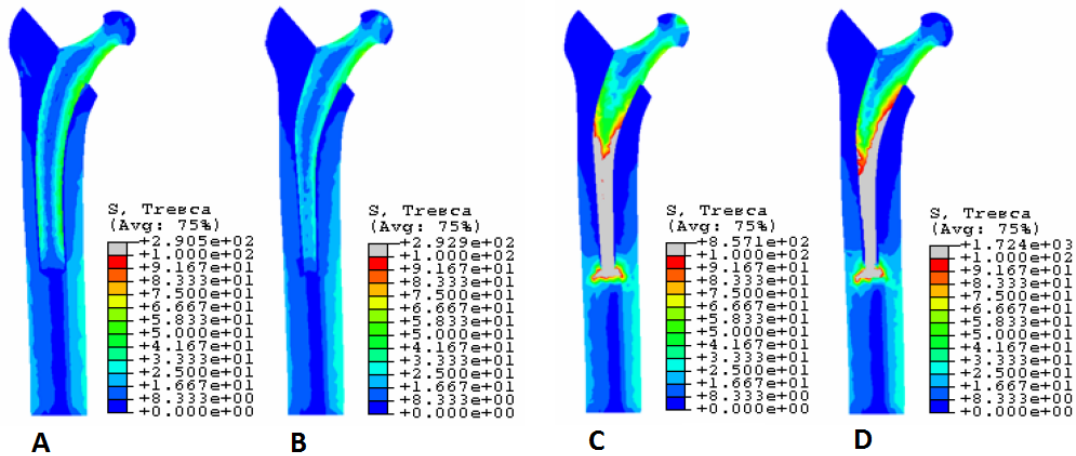 S, Tresca
(Avg: 75%)
+2.905e+02
+1.000e+02
+9.167e+01
+8.333e+01
+7.500e+01
+6.667e+01
+5.833e+01
+5.000e+01
+4.167e+01
+3.333e+01
+2.500e+01
+1.667e+01
+8.333e+00
+0.000e+00
A
S, Tresca
(Avg: 75%)
+2.929e+02
+1.000e+02
+9.167e+01
+8.333e+01
+7.500e+01
+6.667e+01
+5.833e+01
+5.000e+01
+4.167e+01
+3.333e+01
+2.500e+01
+1.667e+01
+8.333e+00
+0.000e+00
B
S, Tresca
(Avg: 75%)
+8.571e+02
+1.000e+02
+9.167e+01
+8.333e+01
+7.500e+01
+6.667e+01
+5.833e+01
+5.000e+01
+4.167e+01
+3.333e+01
+2.500e+01
+1.667e+01
+8.333e+00
+0.000e+00
C
S, Tresca
(Avg: 75%)
+1.724e+03
+1.000e+02
+9.167e+01
+8.333e+01
+7.500e+01
+6.667e+01
+5.833e+01
+5.000e+01
+4.167e+01
+3.333e+01
+2.500e+01
+1.667e+01
+8.333e+00
+0.000e+00
D